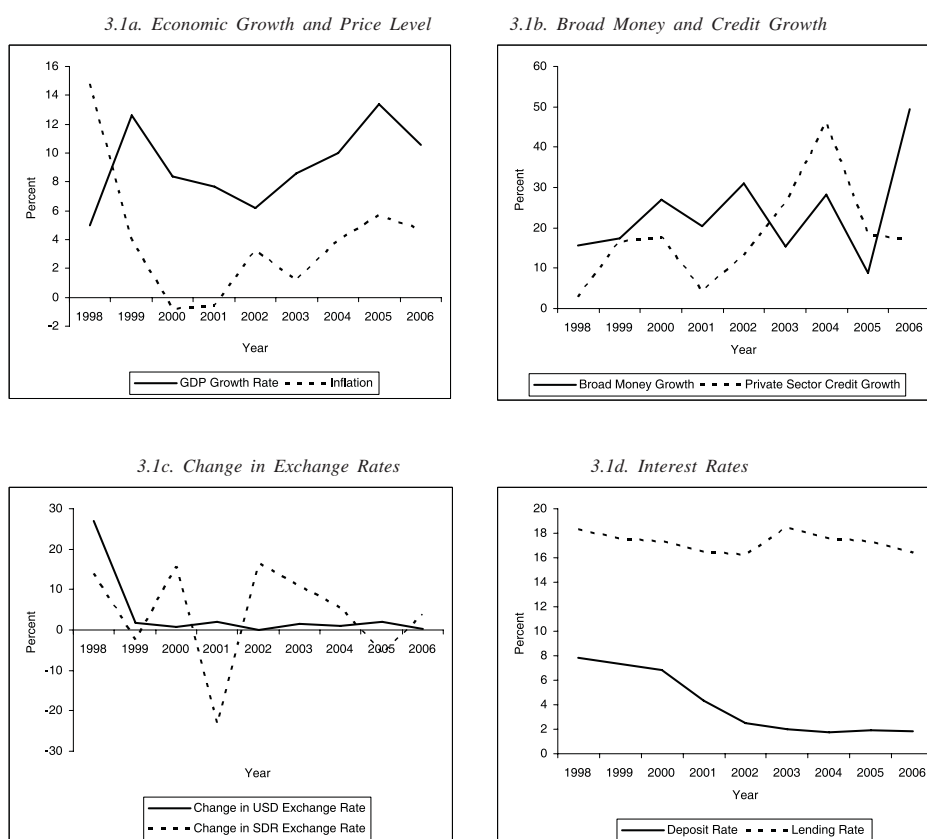 3.1a. Economic Growth and Price Level
16
14
12
10
8
6
4
2
0
-2
Percent
1998 1999 2000 2001 2002 2003 2004 2005 2006
Year
GDP Growth Rate Inflation
3.1b. Broad Money and Credit Growth
60
50
40
30
20
10
0
Percent
1998 1999 2000 2001 2002 2003 2004 2005 2006
Year
Broad Money Growth Private Sector Credit Growth
3.1c. Change in Exchange Rates
30
20
10
0
-10
-20
-30
Percent
1998 1999 2000 2001 2002 2003 2004 2005 2006
Year
Change in USD Exchange Rate
Change in SDR Exchange Rate
3.1d. Interest Rates
20
18
16
14
12
10
8
6
4
2
0
Percent
1998 1999 2000 2001 2002 2003 2004 2005 2006
Year
Deposit Rate Lending Rate